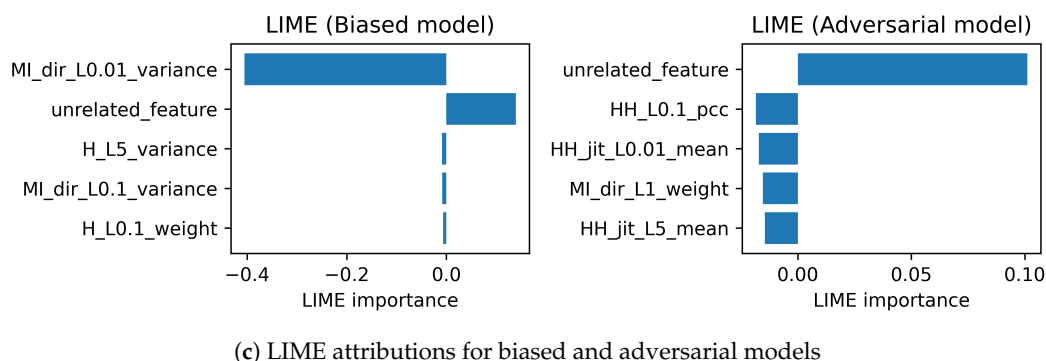 LIME (Biased model)
MI_dir_L0.01_variance
unrelated_feature
H_L5_variance
MI_dir_L0.1_variance
H_L0.1_weight
−0.4 −0.2 0.0
LIME importance
LIME (Adversarial model)
unrelated_feature
HH_L0.1_pcc
HH_jit_L0.01_mean
MI_dir_L1_weight
HH_jit_L5_mean
0.00 0.05 0.10
LIME importance
(c) LIME attributions for biased and adversarial models